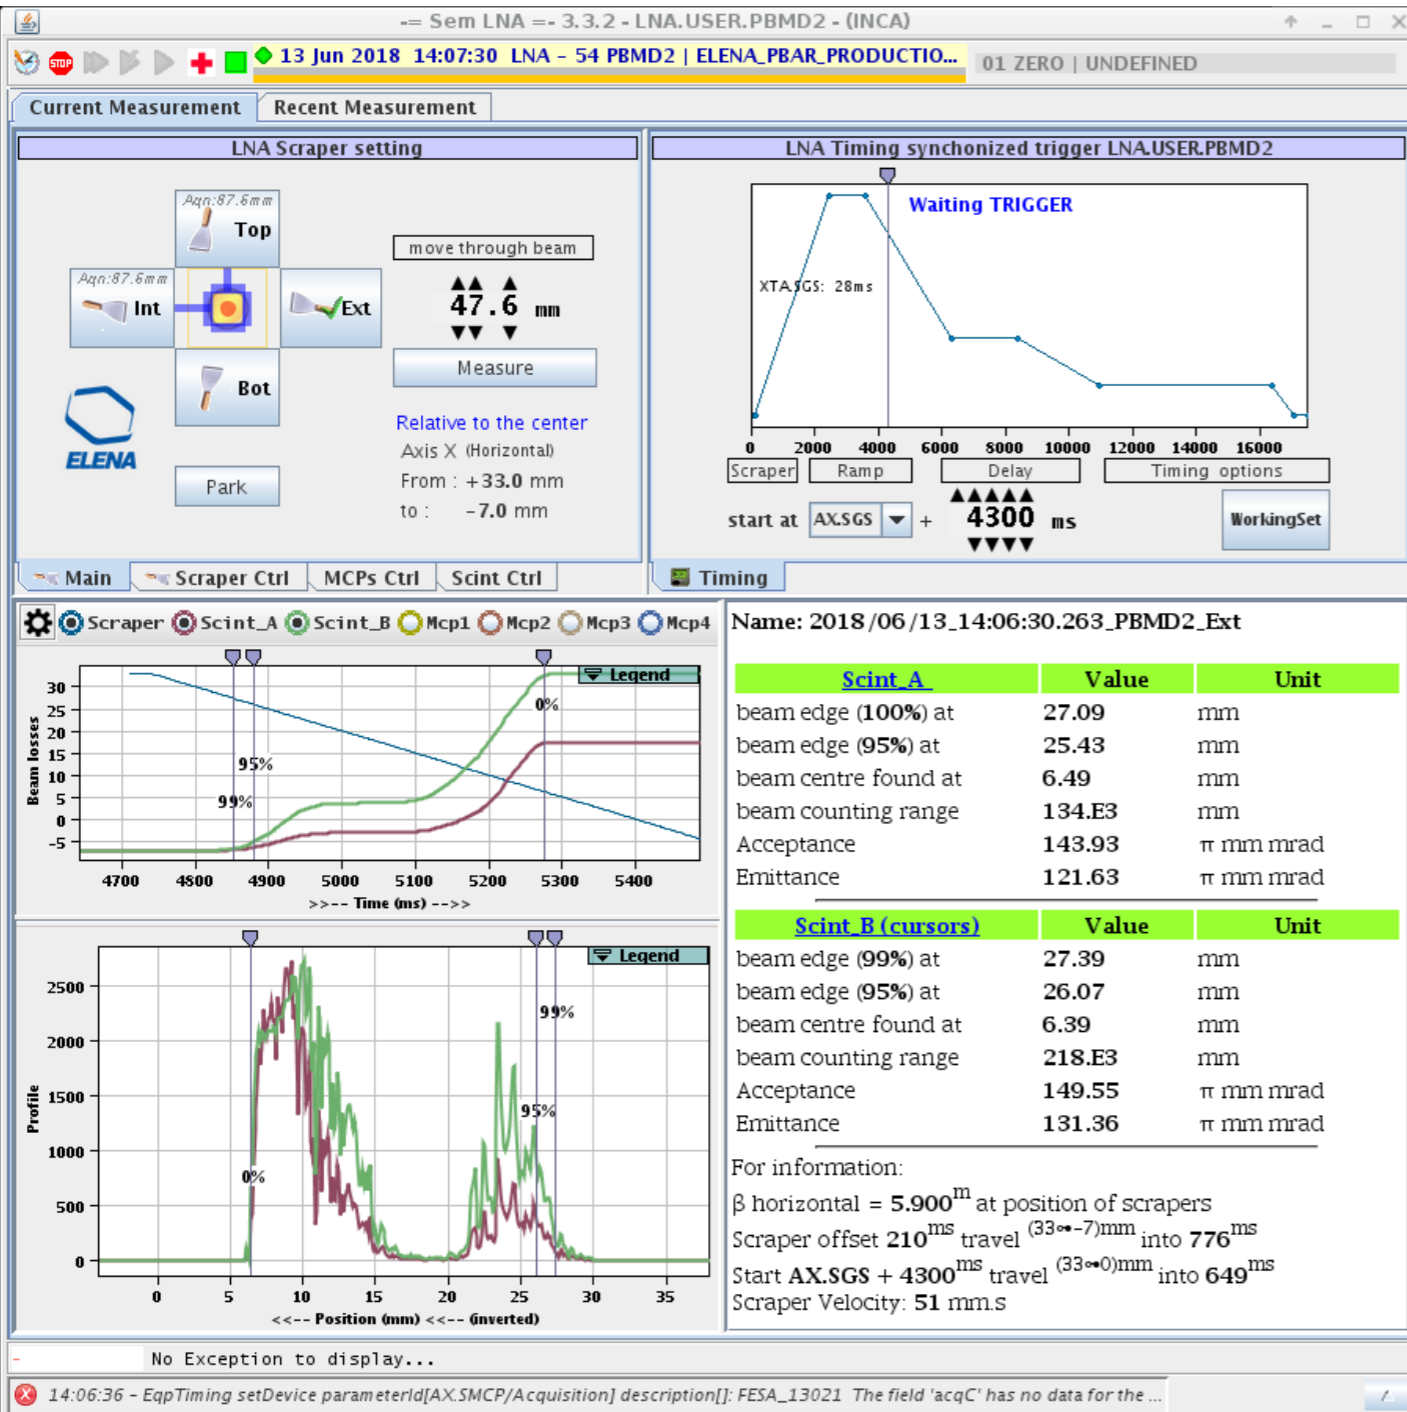 -= Sem LNA =- 3.3.2 - LNA.USER.PBMD2 - (INCA)
STOP 13 Jun 2018 14:07:30 LNA - 54 PBMD2 | ELENA_PBAR_PRODUCTIO... 01 ZERO | UNDEFINED
Current Measurement Recent Measurement
LNA Scraper setting
Aqn:87.6mm
Top
Aqn:87.6mm
Int
Ext
Bot
ELENA
Park
move through beam
47.6 mm
Measure
Relative to the center
Axis X (Horizontal)
From : +33.0 mm
to : -7.0 mm
Main Scraper Ctrl MCPs Ctrl Scint Ctrl
LNA Timing synchonized trigger LNA.USER.PBMD2
Waiting TRIGGER
XTA.SGS: 28ms
0 2000 4000 6000 8000 10000 12000 14000 16000
Scraper Ramp Delay Timing options
start at AX.SGS + 4300 ms WorkingSet
Timing
Scraper Scint_A Scint_B Mcp1 Mcp2 Mcp3 Mcp4
Legend
Beam losses
30
25
20
15
10
5
0
-5
0%
95%
99%
4700 4800 4900 5000 5100 5200 5300 5400
>>-- Time (ms) -->>
Legend
Profile
2500
2000
1500
1000
500
0
99%
95%
0%
0 5 10 15 20 25 30 35
<<-- Position (mm) <<-- (inverted)
Name: 2018/06/13_14:06:30.263_PBMD2_Ext
Scint_A Value Unit
beam edge (100%) at 27.09 mm
beam edge (95%) at 25.43 mm
beam centre found at 6.49 mm
beam counting range 134.E3 mm
Acceptance 143.93 π mm mrad
Emittance 121.63 π mm mrad
Scint_B (cursors) Value Unit
beam edge (99%) at 27.39 mm
beam edge (95%) at 26.07 mm
beam centre found at 6.39 mm
beam counting range 218.E3 mm
Acceptance 149.55 π mm mrad
Emittance 131.36 π mm mrad
For information:
β horizontal = 5.900m at position of scrapers
Scraper offset 210ms travel (33⊶-7)mm into 776ms
Start AX.SGS + 4300ms travel (33⊶0)mm into 649ms
Scraper Velocity: 51 mm.s
- No Exception to display...
14:06:36 - EqpTiming setDevice parameterId[AX.SMCP/Acquisition] description[]: FESA_13021 The field 'acqC' has no data for the ...